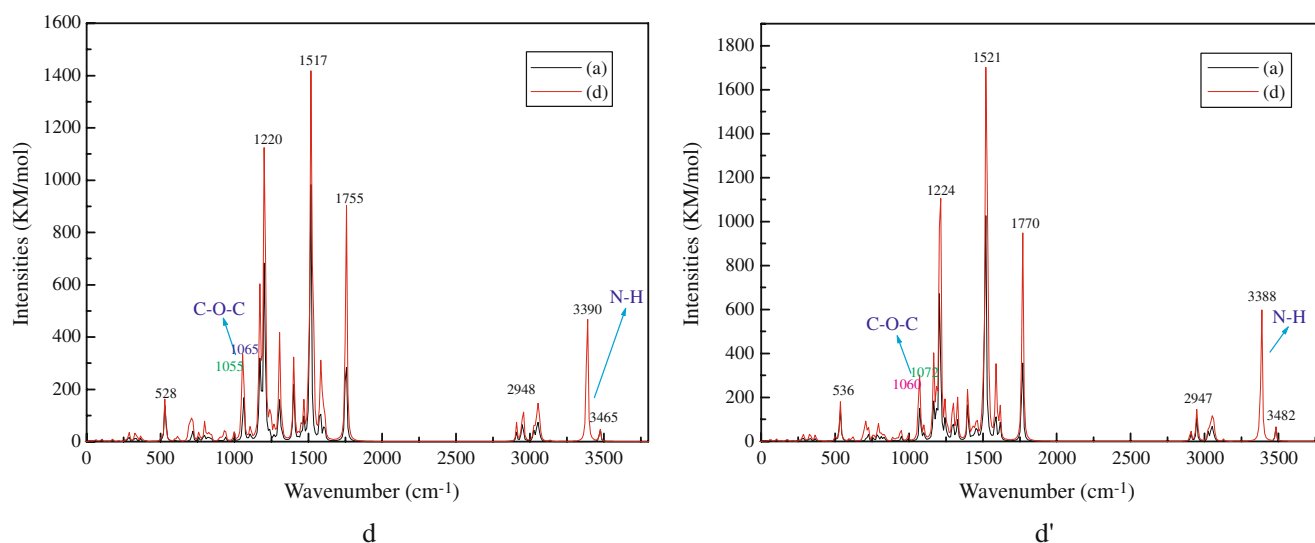 1600
1400
1200
1000
800
600
400
200
0
Intensities (KM/mol)
0 500 1000 1500 2000 2500 3000 3500
Wavenumber (cm-1)
(a)
(d)
528
C-O-C
1065
1055
1220
1517
1755
2948
3390
N-H
3465
d
1800
1600
1400
1200
1000
800
600
400
200
0
Intensities (KM/mol)
0 500 1000 1500 2000 2500 3000 3500
Wavenumber (cm-1)
(a)
(d)
536
C-O-C
1072
1060
1224
1521
1770
2947
3388
N-H
3482
d'